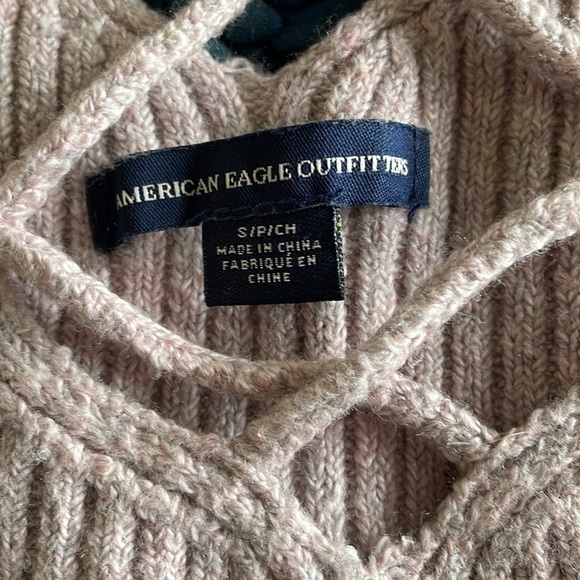 AMERICAN EAGLE OUTFITTERS
S/P/CH
MADE IN CHINA
FABRIQUÉ EN
CHINE